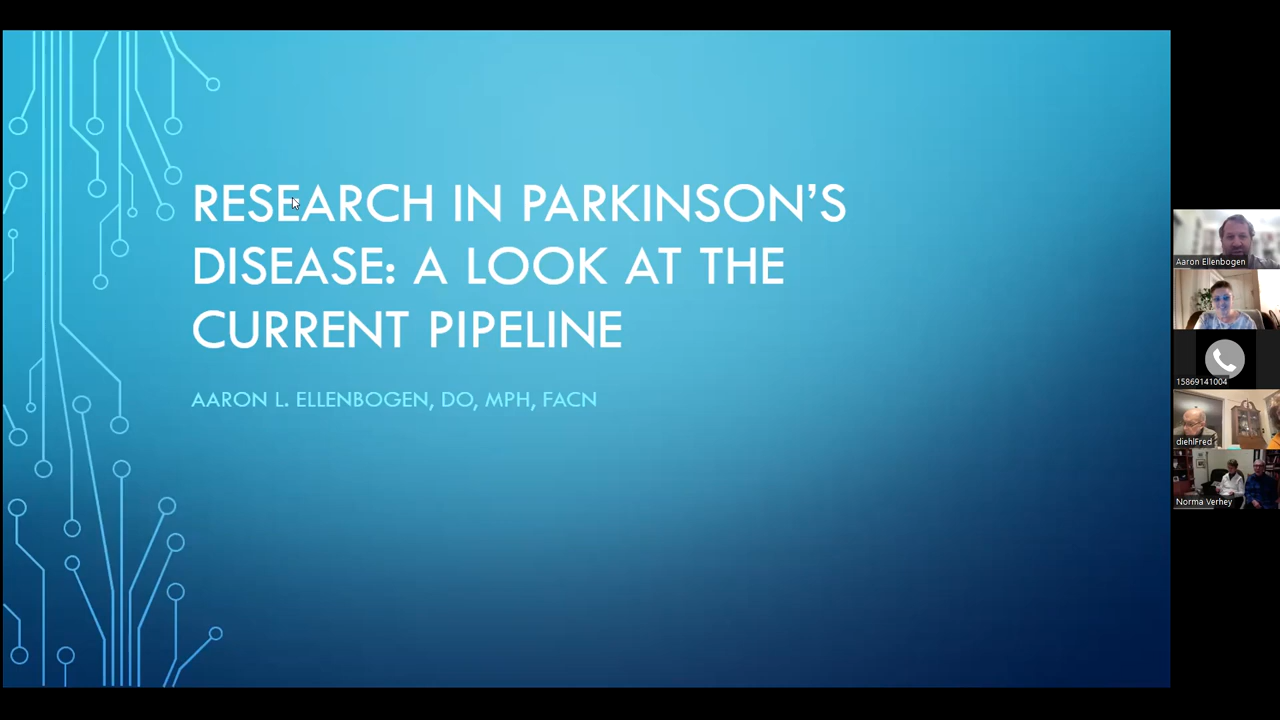 RESEARCH IN PARKINSON’S
DISEASE: A LOOK AT THE
CURRENT PIPELINE
AARON L. ELLENBOGEN, DO, MPH, FACN
Aaron Ellenbogen
15869141004
diehlFred
Norma Verhey